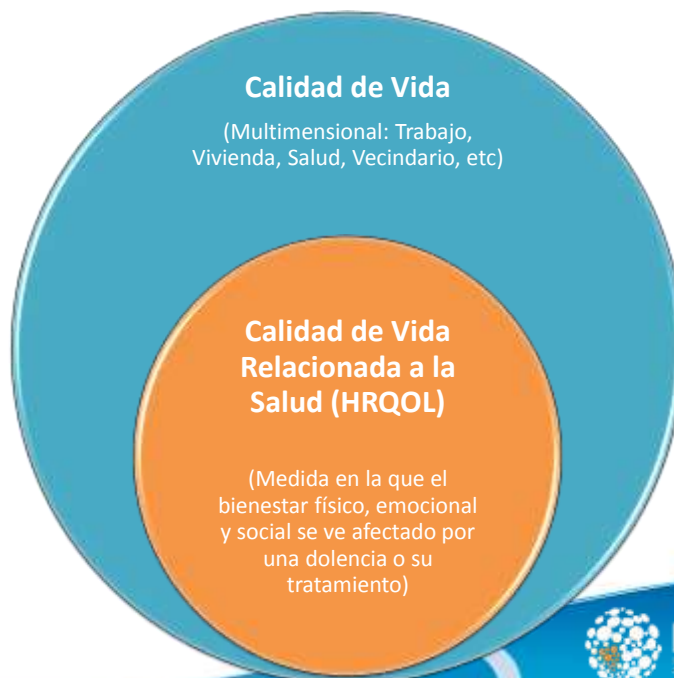 Calidad de Vida
(Multimensional: Trabajo,
Vivienda, Salud, Vecindario, etc)
Calidad de Vida
Relacionada a la
Salud (HRQOL)
(Medida en la que el
bienestar físico, emocional
y social se ve afectado por
una dolencia o su
tratamiento)